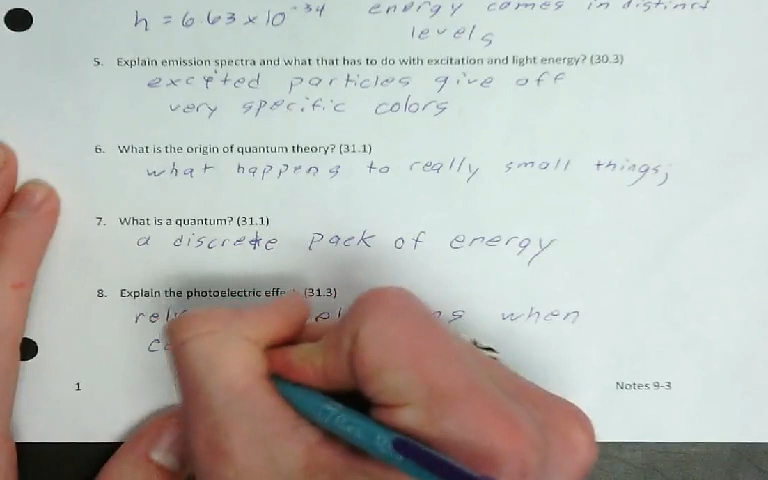 h = 6.63 x 10⁻³⁴ energy comes in distinct
levels
5. Explain emission spectra and what that has to do with excitation and light energy? (30.3)
excited particles give off
very specific colors
6. What is the origin of quantum theory? (31.1)
what happens to really small things;
7. What is a quantum? (31.1)
a discrete pack of energy
8. Explain the photoelectric (31.3)
when
1 Notes 9-3